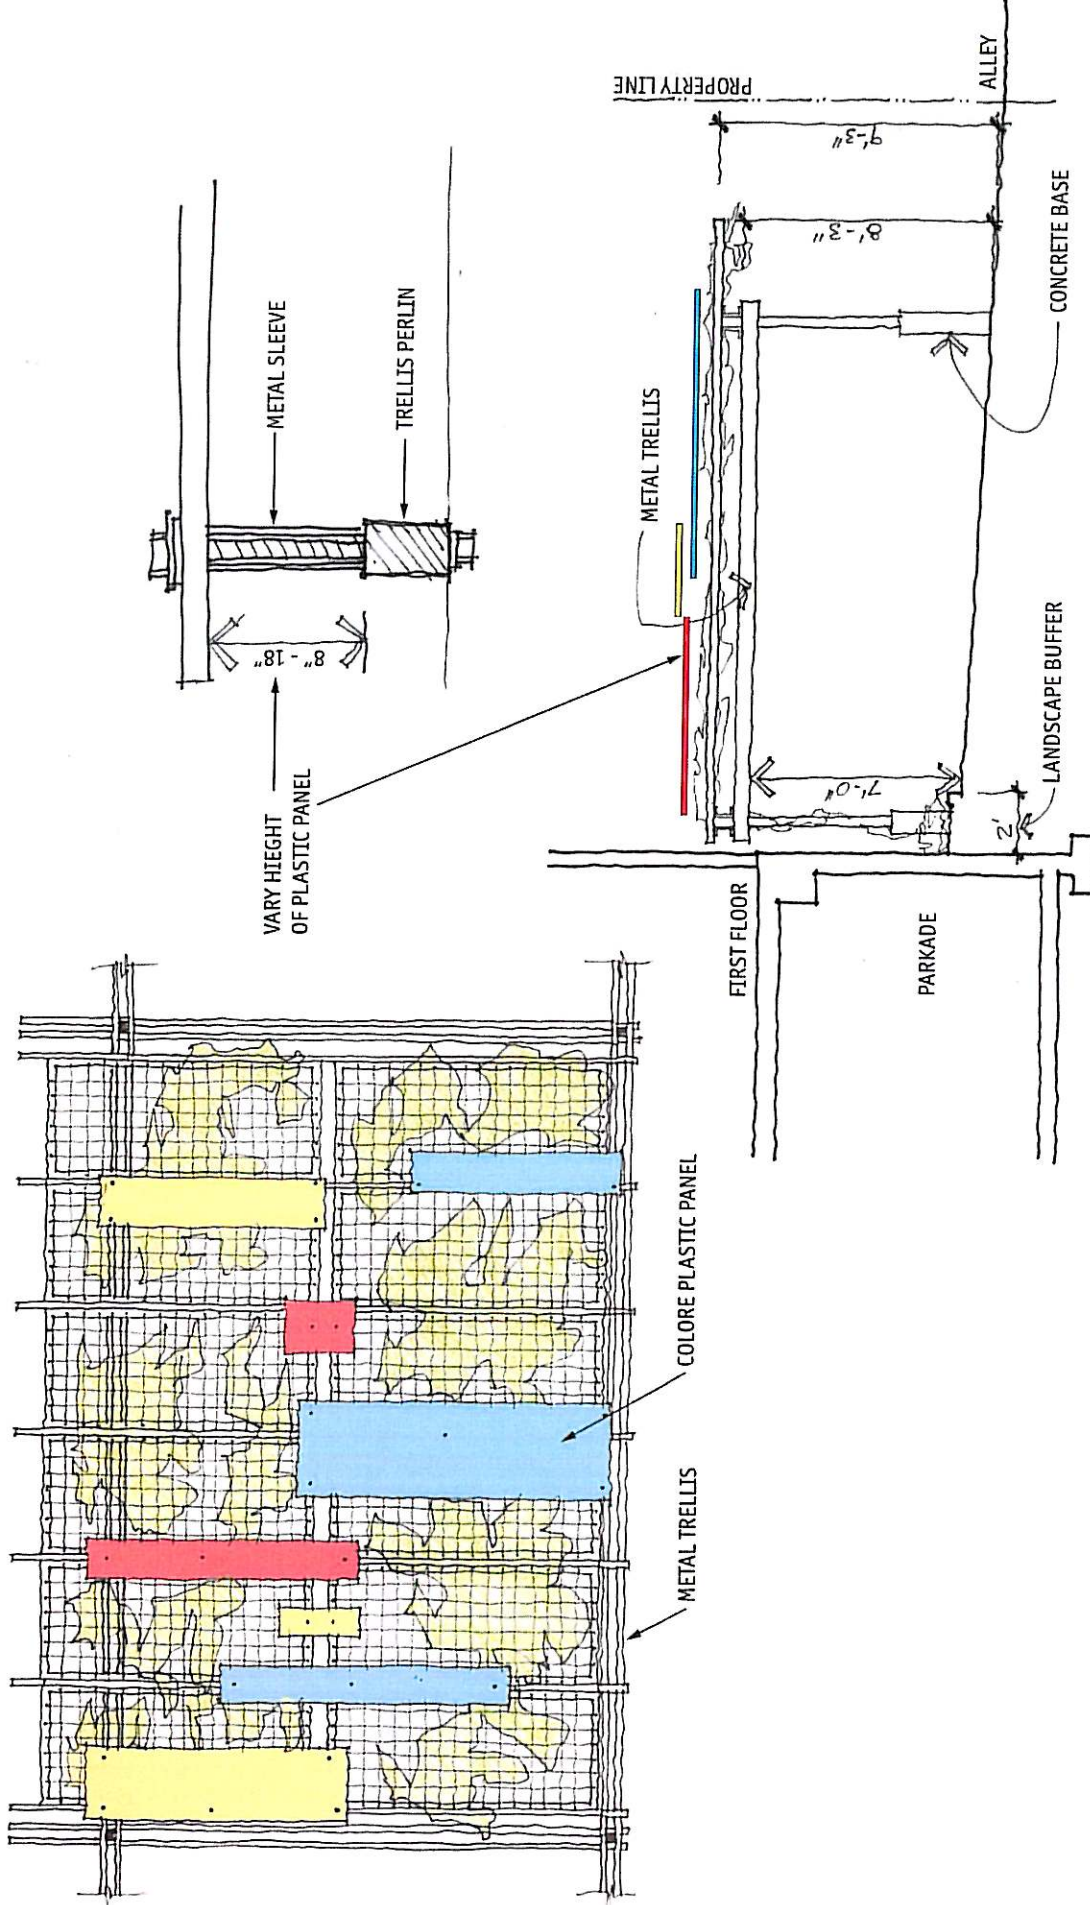 METAL TRELLIS
COLORE PLASTIC PANEL
VARY HIEGHT
OF PLASTIC PANEL
8" - 18"
METAL SLEEVE
TRELLIS PERLIN
METAL TRELLIS
PROPERTY LINE
FIRST FLOOR
PARKADE
7'-0"
2'
8'-3"
9'-3"
LANDSCAPE BUFFER
CONCRETE BASE
ALLEY